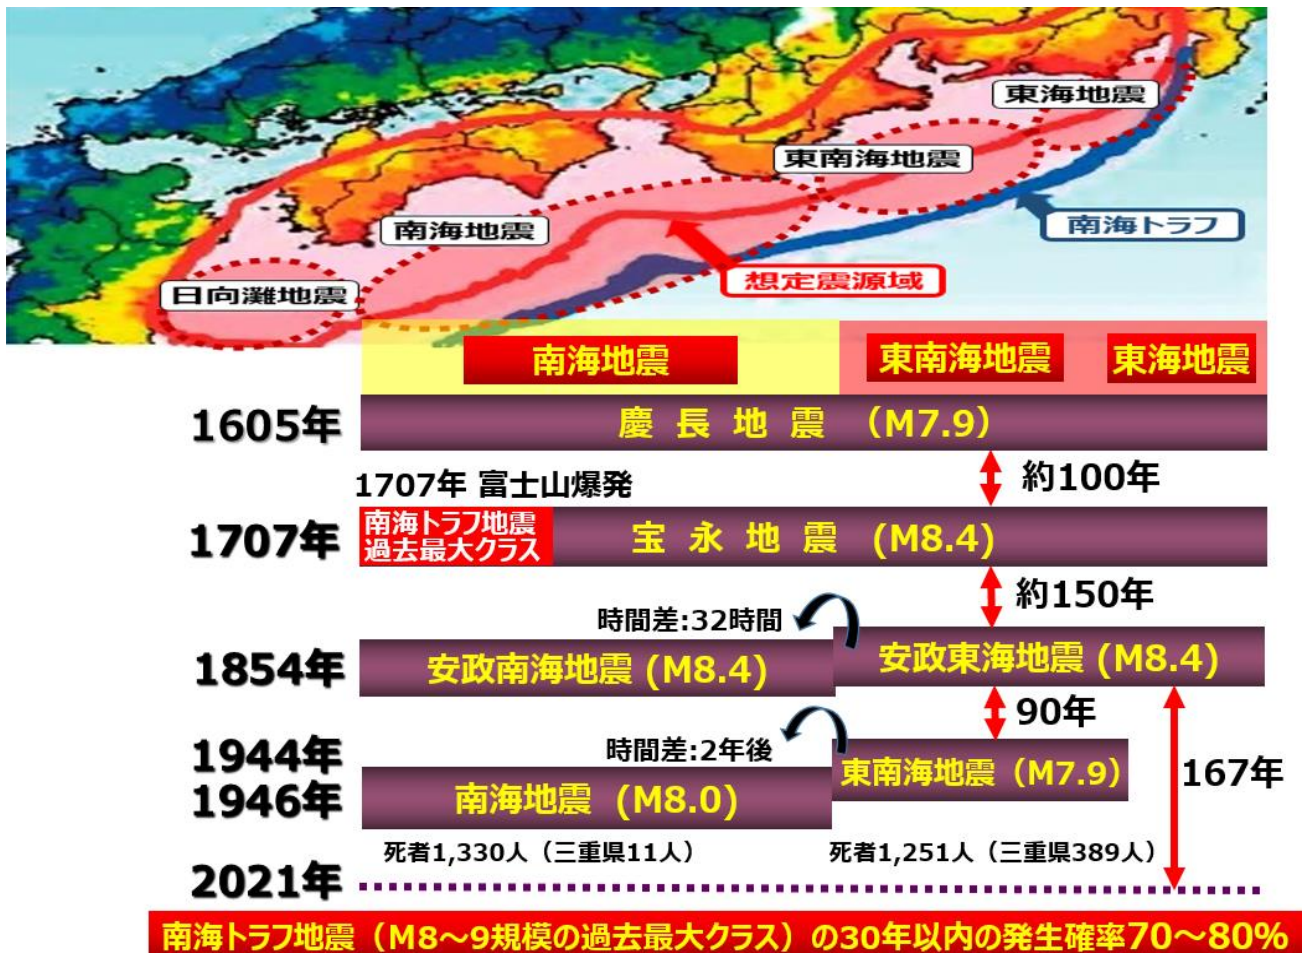 東海地震
東南海地震
南海トラフ
南海地震
想定震源域
日向灘地震
南海地震
東南海地震
東海地震
1605年
慶長地震 (M7.9)
約100年
1707年 富士山爆発
1707年
南海トラフ地震
過去最大クラス
宝永地震 (M8.4)
約150年
時間差:32時間
1854年
安政南海地震 (M8.4)
安政東海地震 (M8.4)
90年
1944年
時間差:2年後
東南海地震 (M7.9)
167年
1946年
南海地震 (M8.0)
死者1,330人（三重県11人）
死者1,251人（三重県389人）
2021年
南海トラフ地震（M8～9規模の過去最大クラス）の30年以内の発生確率70～80%